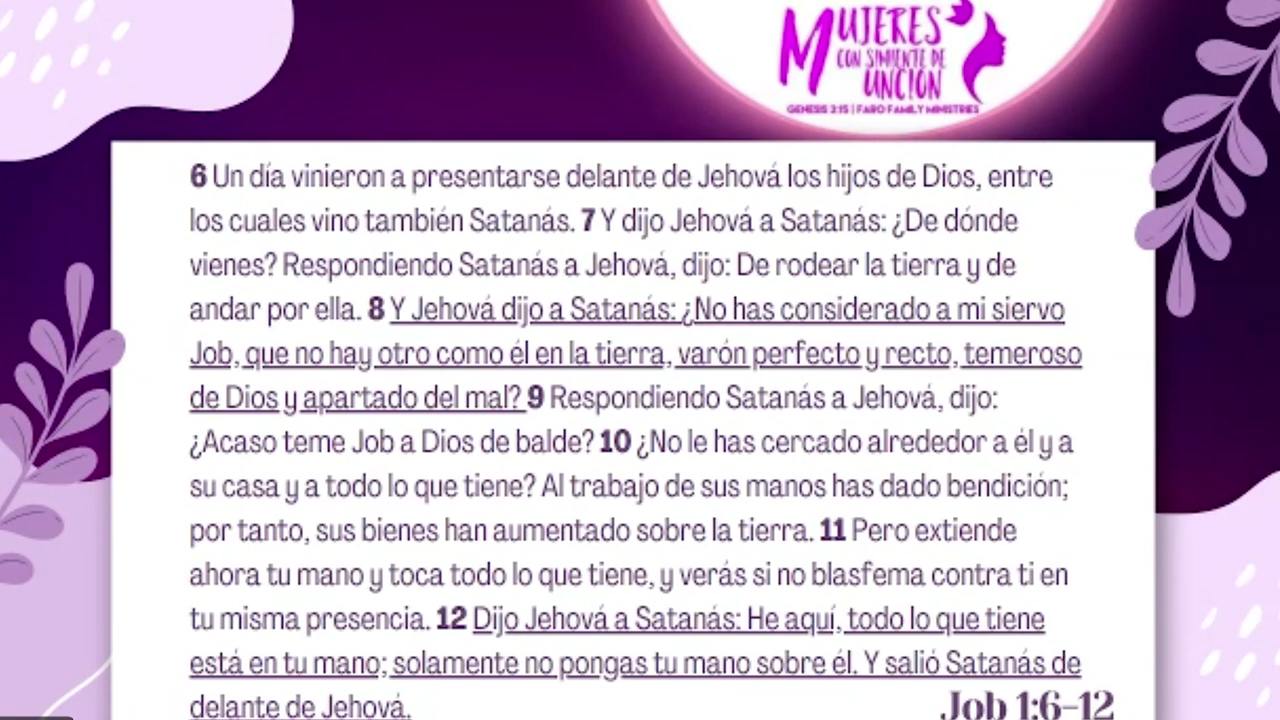 MUJERES
CON SIMIENTE DE
UNCIÓN
GENESIS 3:15 | FARO FAMILY MINISTRIES
6 Un día vinieron a presentarse delante de Jehová los hijos de Dios, entre
los cuales vino también Satanás. 7 Y dijo Jehová a Satanás: ¿De dónde
vienes? Respondiendo Satanás a Jehová, dijo: De rodear la tierra y de
andar por ella. 8 Y Jehová dijo a Satanás: ¿No has considerado a mi siervo
Job, que no hay otro como él en la tierra, varón perfecto y recto, temeroso
de Dios y apartado del mal? 9 Respondiendo Satanás a Jehová, dijo:
¿Acaso teme Job a Dios de balde? 10 ¿No le has cercado alrededor a él y a
su casa y a todo lo que tiene? Al trabajo de sus manos has dado bendición;
por tanto, sus bienes han aumentado sobre la tierra. 11 Pero extiende
ahora tu mano y toca todo lo que tiene, y verás si no blasfema contra ti en
tu misma presencia. 12 Dijo Jehová a Satanás: He aquí, todo lo que tiene
está en tu mano; solamente no pongas tu mano sobre él. Y salió Satanás de
delante de Jehová.
Job 1:6-12